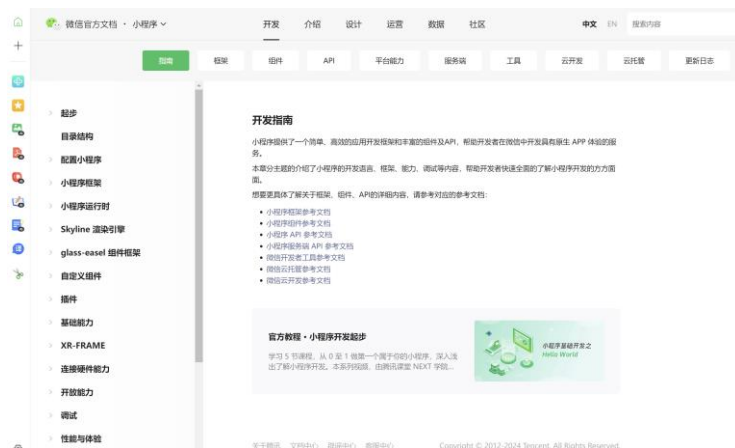 微信官方文档 · 小程序
开发 介绍 设计 运营 数据 社区
中文 EN 搜索内容
指南 框架 组件 API 平台能力 服务端 工具 云开发 云托管 更新日志
起步
目录结构
配置小程序
小程序框架
小程序运行时
Skyline 渲染引擎
glass-easel 组件框架
自定义组件
插件
基础能力
XR-FRAME
连接硬件能力
开放能力
调试
性能与体验
开发指南
小程序提供了一个简单、高效的应用开发框架和丰富的组件及API，帮助开发者在微信中开发具有原生 APP 体验的服
务。
本章分主题的介绍了小程序的开发语言、框架、能力、调试等内容，帮助开发者快速全面的了解小程序开发的方方面
面。
想要更具体了解关于框架、组件、API的详细内容，请参考对应的参考文档：
小程序框架参考文档
小程序组件参考文档
小程序 API 参考文档
小程序服务端 API 参考文档
微信开发者工具参考文档
微信云托管参考文档
微信云开发参考文档
官方教程 • 小程序开发起步
学习 5 节课程，从 0 至 1 做第一个属于你的小程序，深入浅
出了解小程序开发。本系列视频，由腾讯课堂 NEXT 学院...
小程序基础开发之
Hello World
关于腾讯 文档中心 辟谣中心 客服中心
Copyright © 2012-2024 Tencent. All Rights Reserved.